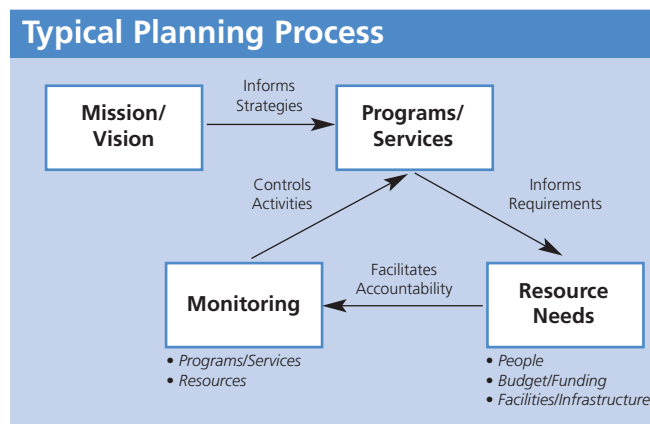 Typical Planning Process
Informs
Strategies
Mission/
Vision
Programs/
Services
Controls
Activities
Informs
Requirements
Facilitates
Accountability
Monitoring
Resource
Needs
• Programs/Services
• Resources
• People
• Budget/Funding
• Facilities/Infrastructure